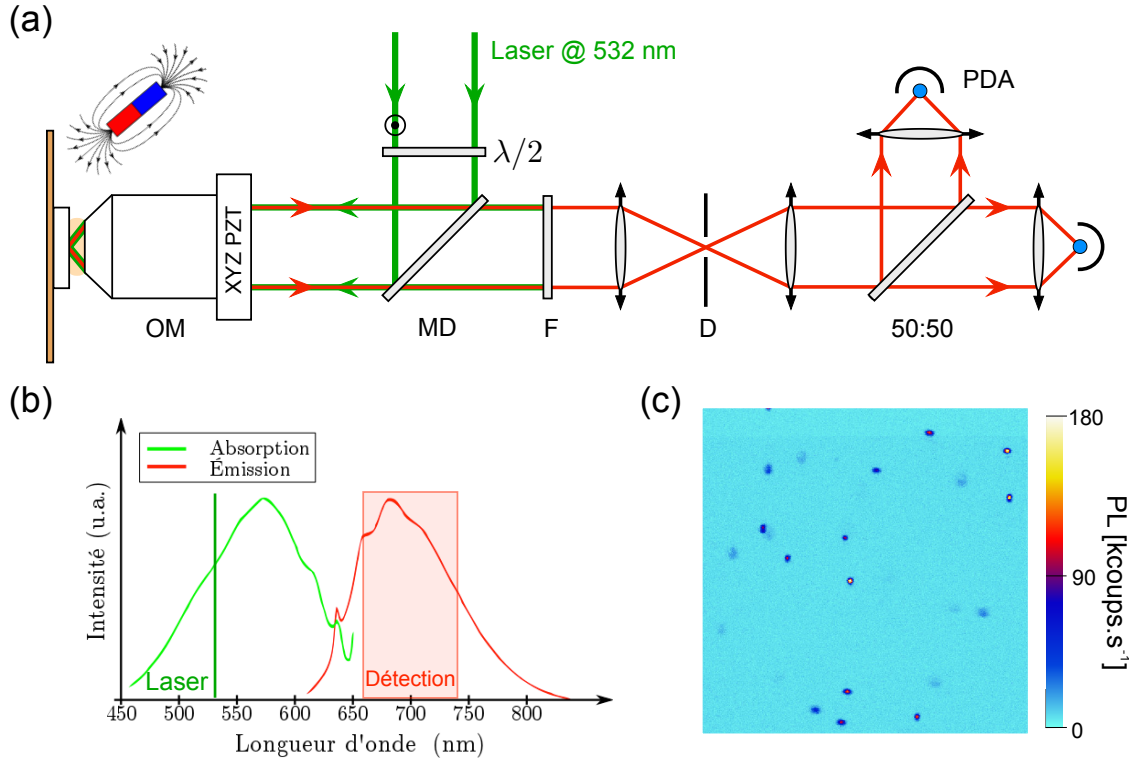 (a)
Laser @ 532 nm
PDA
λ/2
XYZ PZT
OM
MD
F
D
50:50
(b)
Absorption
Émission
Intensité (u.a.)
Laser
Détection
450 500 550 600 650 700 750 800
Longueur d'onde (nm)
(c)
180
90
0
PL [kcoups.s⁻¹]